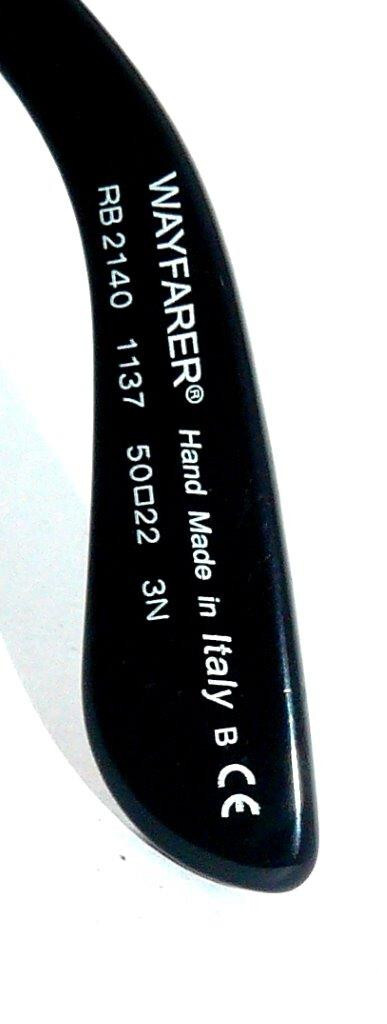 WAYFARER® Hand Made in Italy B CE
RB2140 1137 50□22 3N